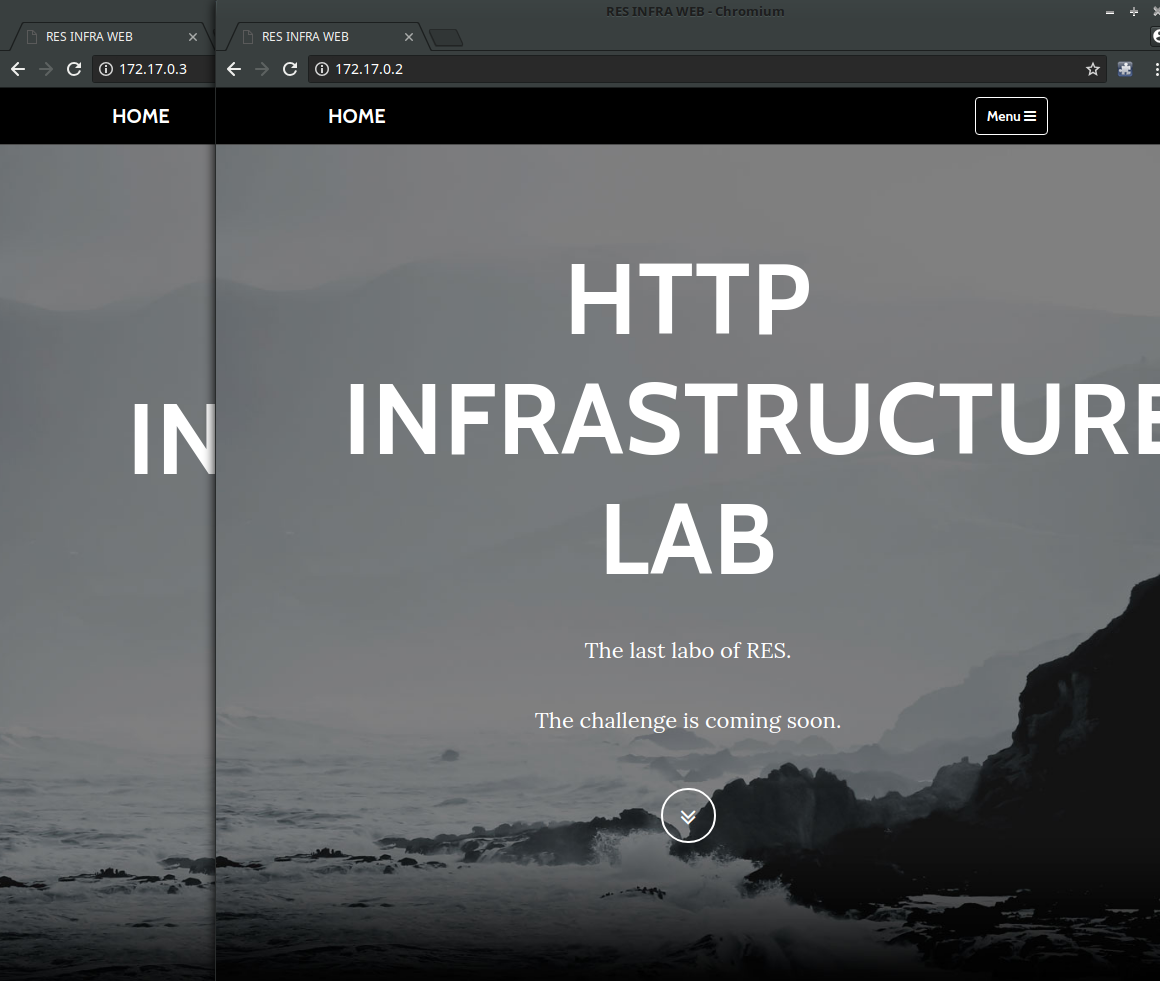 RES INFRA WEB - Chromium
RES INFRA WEB
RES INFRA WEB
172.17.0.3
172.17.0.2
HOME
HOME
Menu
IN
HTTP
INFRASTRUCTURE
LAB
The last labo of RES.
The challenge is coming soon.